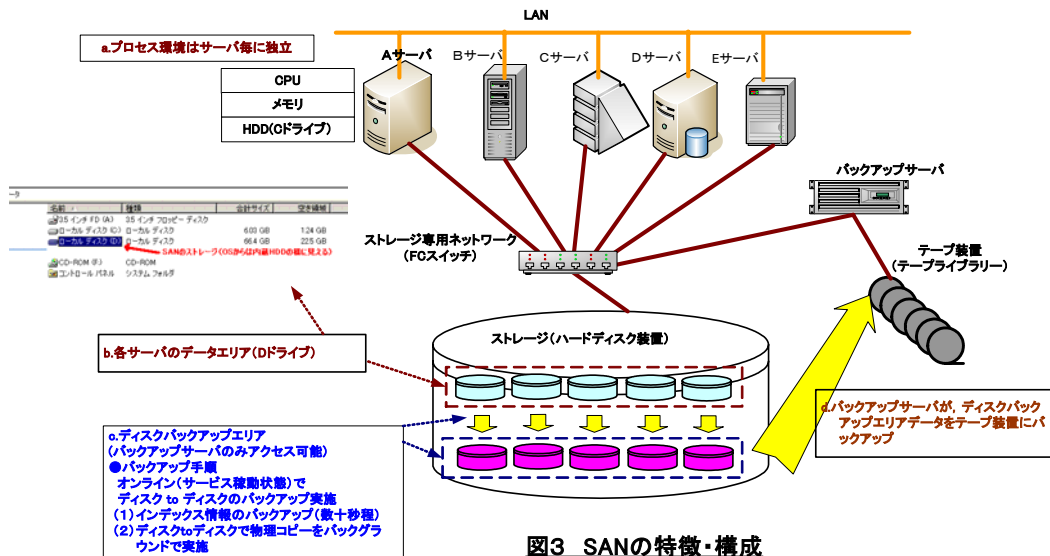 LAN
a.プロセス環境はサーバ毎に独立
Aサーバ
Bサーバ
Cサーバ
Dサーバ
Eサーバ
CPU
メモリ
HDD(Cドライブ)
バックアップサーバ
ータ
名前
種類
合計サイズ
空き領域
3.5 インチ FD (A:)
3.5 インチ フロッピー ディスク
ローカル ディスク (C:)
ローカル ディスク
6.03 GB
1.24 GB
ローカル ディスク (D:)
ローカル ディスク
66.4 GB
22.5 GB
SANのストレージ(OSからは内蔵HDDの様に見える)
CD-ROM (F:)
CD-ROM
コントロール パネル
システム フォルダ
ストレージ専用ネットワーク
(FCスイッチ)
テープ装置
(テープライブラリー)
ストレージ(ハードディスク装置)
b.各サーバのデータエリア(Dドライブ)
d.バックアップサーバが，ディスクバック
アップエリアデータをテープ装置にバ
ックアップ
c.ディスクバックアップエリア
(バックアップサーバのみアクセス可能)
●バックアップ手順
オンライン(サービス稼動状態)で
ディスク to ディスクのバックアップ実施
(1)インデックス情報のバックアップ(数十秒程)
(2)ディスクtoディスクで物理コピーをバックグラ
ウンドで実施
図3 SANの特徴・構成